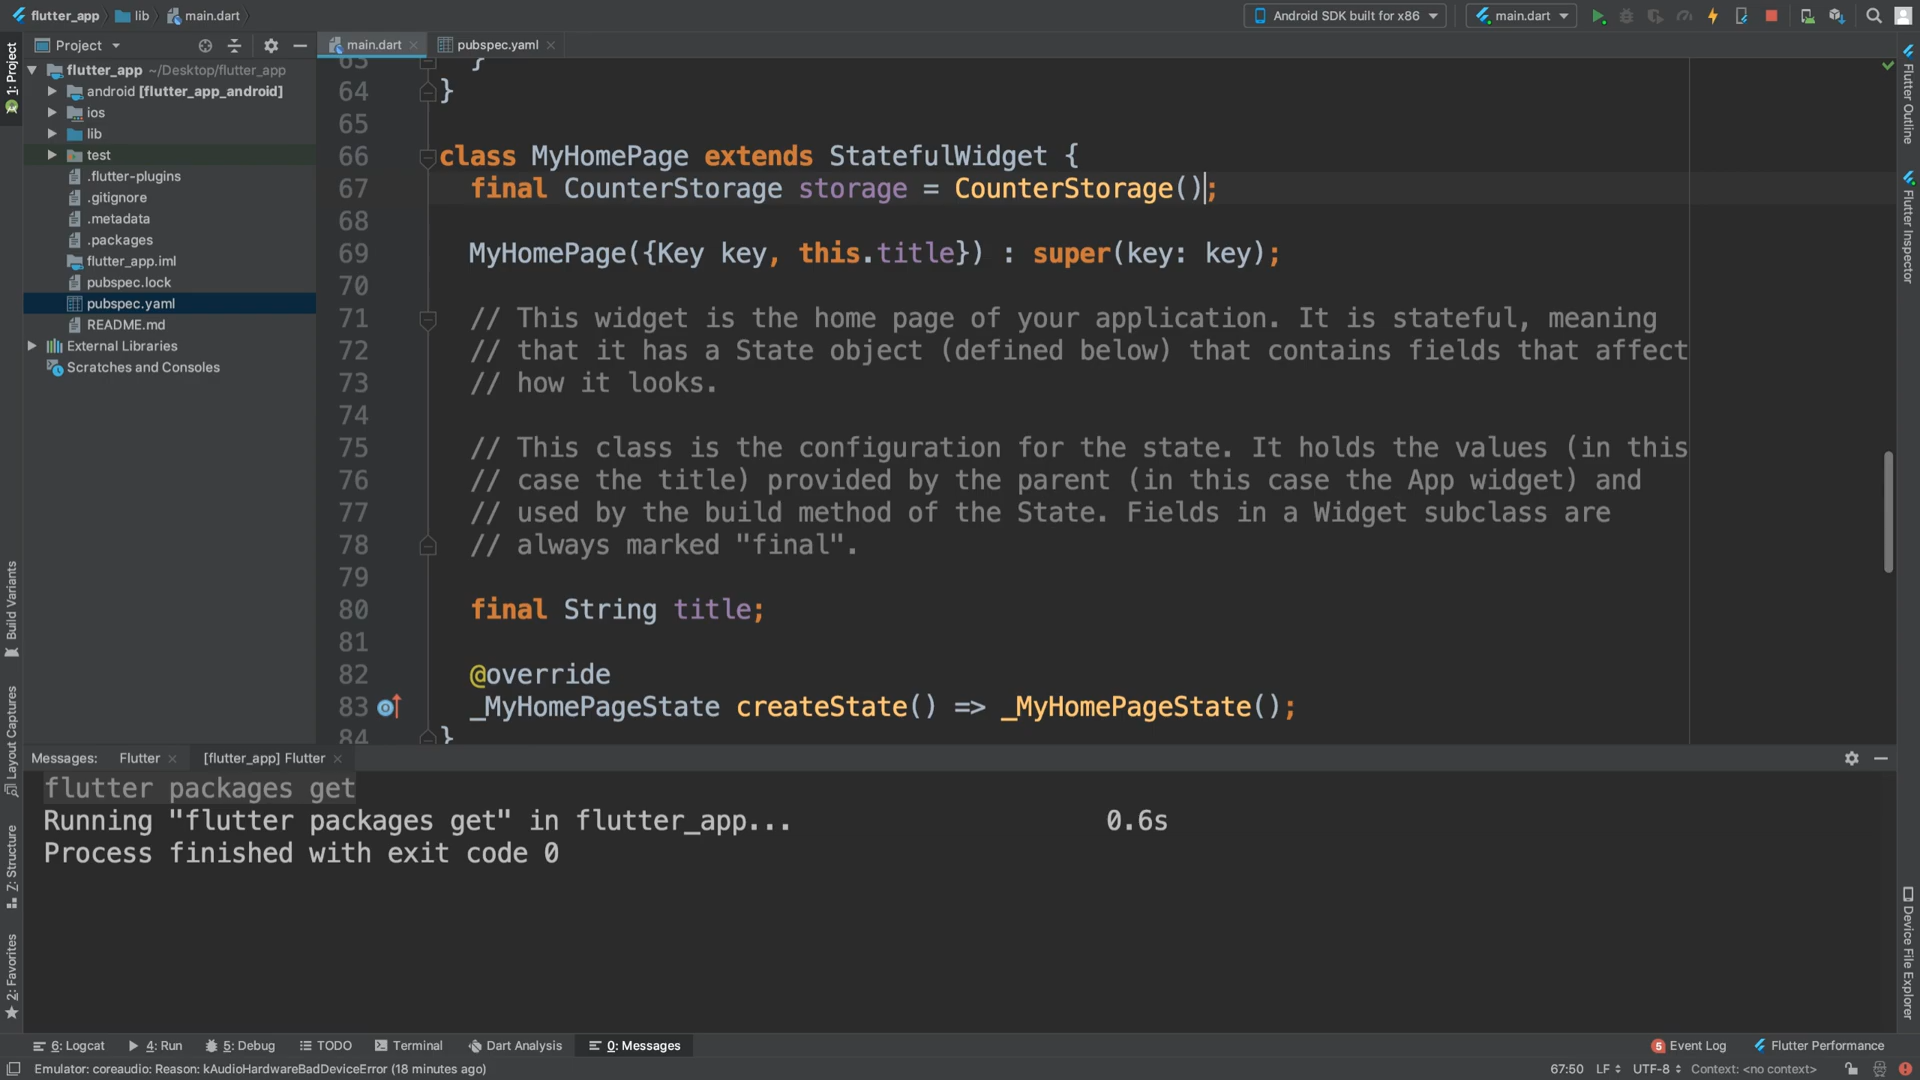 flutter_app lib main.dart Android SDK built for x86 main.dart
1: Project
Build Variants
Layout Captures
Z: Structure
2: Favorites
Project
flutter_app ~/Desktop/flutter_app
android [flutter_app_android]
ios
lib
test
.flutter-plugins
.gitignore
.metadata
.packages
flutter_app.iml
pubspec.lock
pubspec.yaml
README.md
External Libraries
Scratches and Consoles
main.dart pubspec.yaml
63 }
64 }
65
66 class MyHomePage extends StatefulWidget {
67 final CounterStorage storage = CounterStorage();
68
69 MyHomePage({Key key, this.title}) : super(key: key);
70
71 // This widget is the home page of your application. It is stateful, meaning
72 // that it has a State object (defined below) that contains fields that affect
73 // how it looks.
74
75 // This class is the configuration for the state. It holds the values (in this
76 // case the title) provided by the parent (in this case the App widget) and
77 // used by the build method of the State. Fields in a Widget subclass are
78 // always marked "final".
79
80 final String title;
81
82 @override
83 _MyHomePageState createState() => _MyHomePageState();
84 }
Flutter Outline
Flutter Inspector
Device File Explorer
Messages: Flutter [flutter_app] Flutter
flutter packages get
Running "flutter packages get" in flutter_app... 0.6s
Process finished with exit code 0
6: Logcat 4: Run 5: Debug TODO Terminal Dart Analysis 0: Messages 5 Event Log Flutter Performance
Emulator: coreaudio: Reason: kAudioHardwareBadDeviceError (18 minutes ago) 67:50 LF UTF-8 Context: <no context>